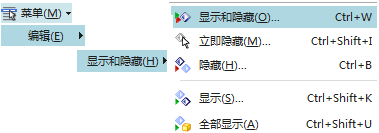 菜单(M)
编辑(E)
显示和隐藏(H)
显示和隐藏(O)... Ctrl+W
立即隐藏(M)... Ctrl+Shift+I
隐藏(H)... Ctrl+B
显示(S)... Ctrl+Shift+K
全部显示(A) Ctrl+Shift+U